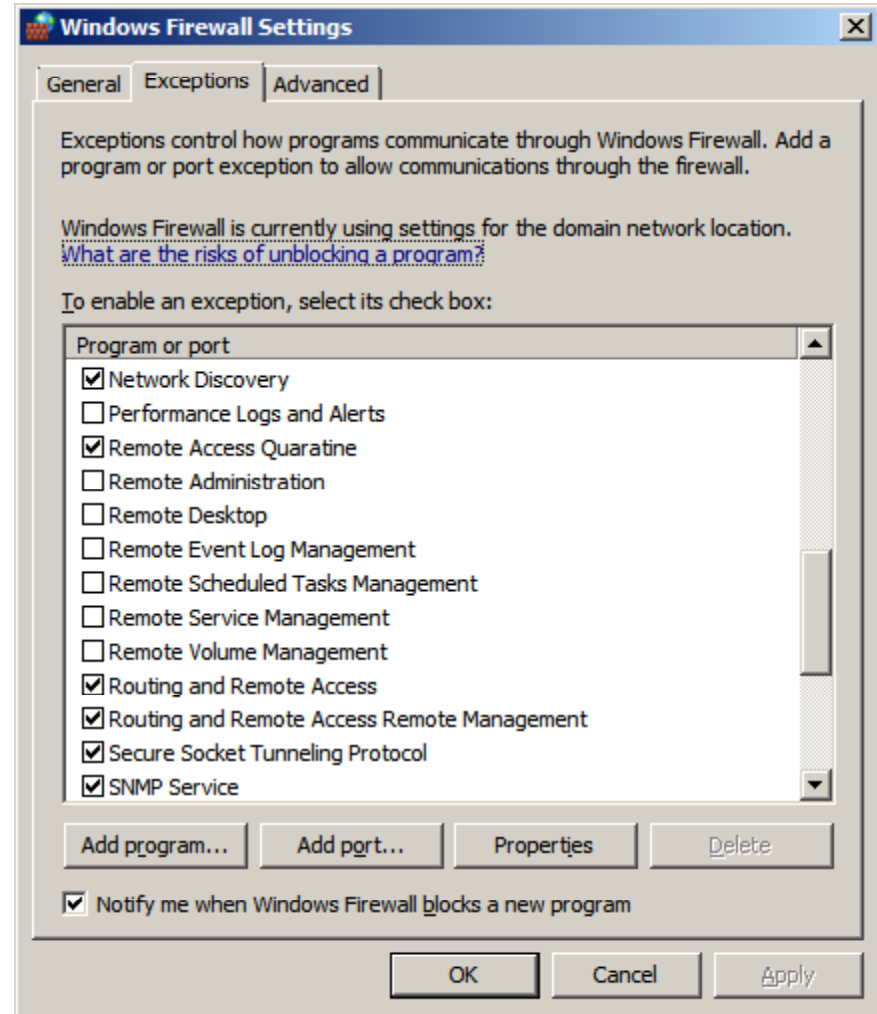 Windows Firewall Settings
General Exceptions Advanced
Exceptions control how programs communicate through Windows Firewall. Add a
program or port exception to allow communications through the firewall.
Windows Firewall is currently using settings for the domain network location.
What are the risks of unblocking a program?
To enable an exception, select its check box:
Program or port
Network Discovery
Performance Logs and Alerts
Remote Access Quaratine
Remote Administration
Remote Desktop
Remote Event Log Management
Remote Scheduled Tasks Management
Remote Service Management
Remote Volume Management
Routing and Remote Access
Routing and Remote Access Remote Management
Secure Socket Tunneling Protocol
SNMP Service
Add program... Add port... Properties Delete
Notify me when Windows Firewall blocks a new program
OK Cancel Apply